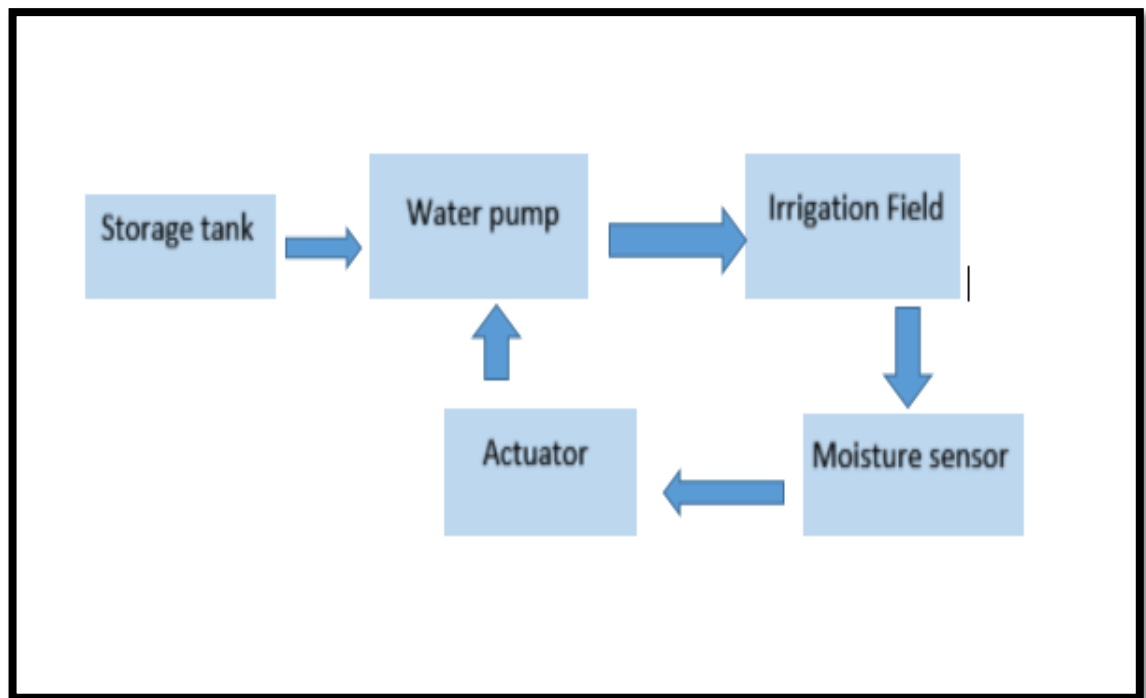 Storage tank
Water pump
Irrigation Field
Actuator
Moisture sensor